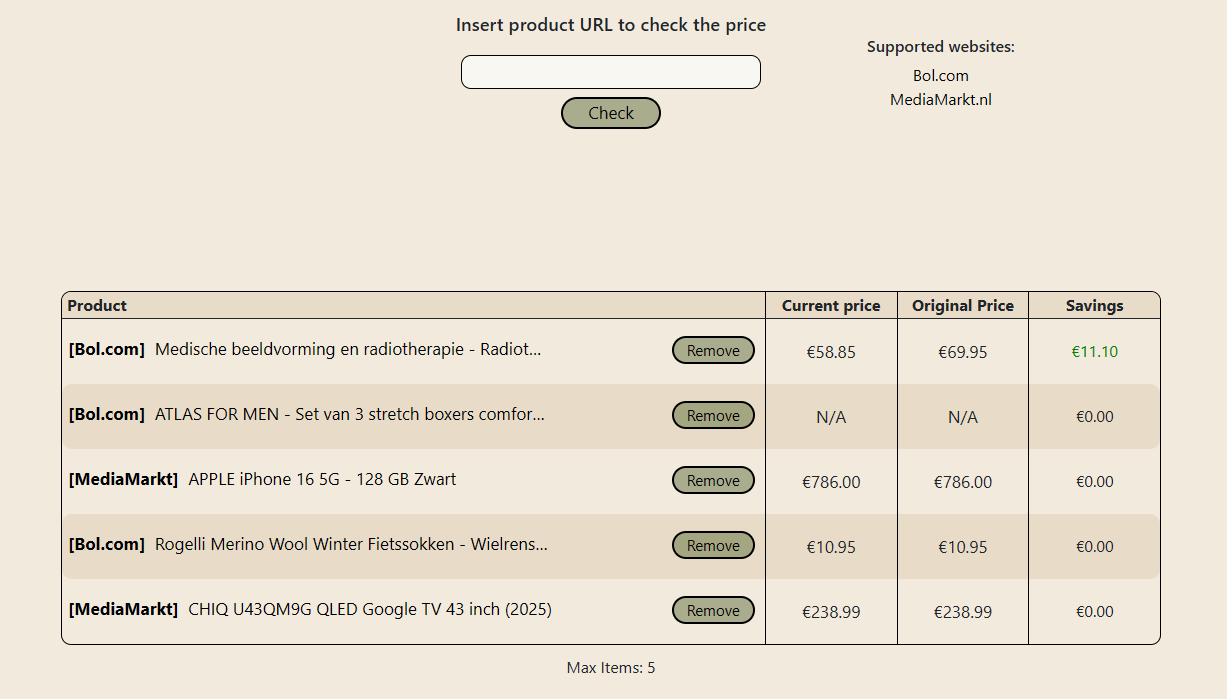 Insert product URL to check the price
Supported websites:
Bol.com
MediaMarkt.nl
Check
Product Current price Original Price Savings
[Bol.com] Medische beeldvorming en radiotherapie - Radiot... Remove €58.85 €69.95 €11.10
[Bol.com] ATLAS FOR MEN - Set van 3 stretch boxers comfor... Remove N/A N/A €0.00
[MediaMarkt] APPLE iPhone 16 5G - 128 GB Zwart Remove €786.00 €786.00 €0.00
[Bol.com] Rogelli Merino Wool Winter Fietssokken - Wielrens... Remove €10.95 €10.95 €0.00
[MediaMarkt] CHIQ U43QM9G QLED Google TV 43 inch (2025) Remove €238.99 €238.99 €0.00
Max Items: 5